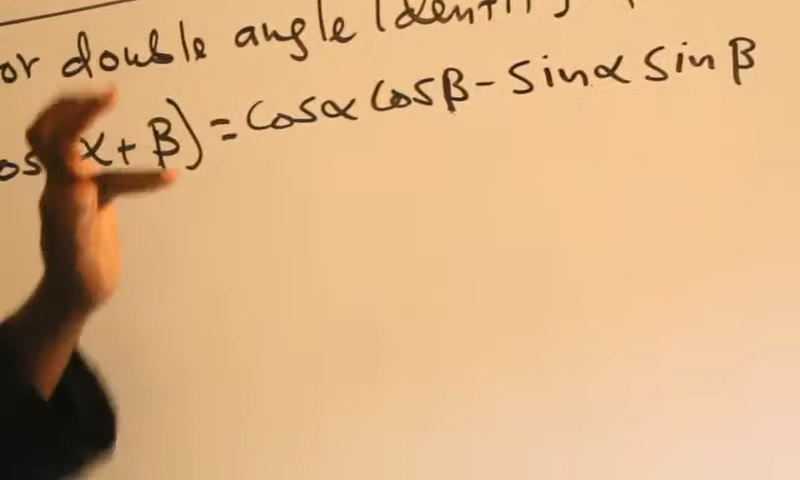 or double angle Identity
os(α+β)=cosα cosβ-sinα sinβ